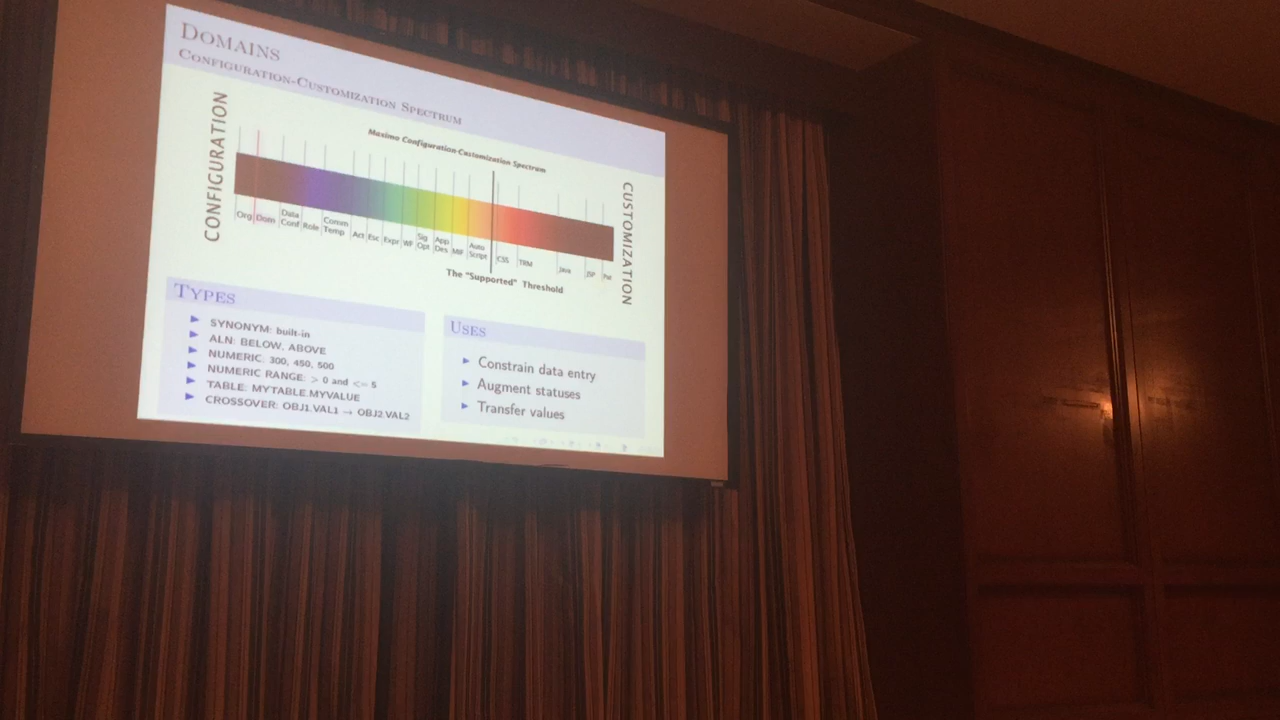 DOMAINS
CONFIGURATION-CUSTOMIZATION SPECTRUM
Maximo Configuration-Customization Spectrum
CONFIGURATION
CUSTOMIZATION
Org Dom Data Conf Role Comm Temp Act Esc Expr WF Sig Opt App Des MIF Auto Script CSS TRM Java JSP
The "Supported" Threshold
TYPES
SYNONYM: built-in
ALN: BELOW, ABOVE
NUMERIC: 300, 450, 500
NUMERIC RANGE: > 0 and <= 5
TABLE: MYTABLE.MYVALUE
CROSSOVER: OBJ1.VAL1 → OBJ2.VAL2
USES
Constrain data entry
Augment statuses
Transfer values